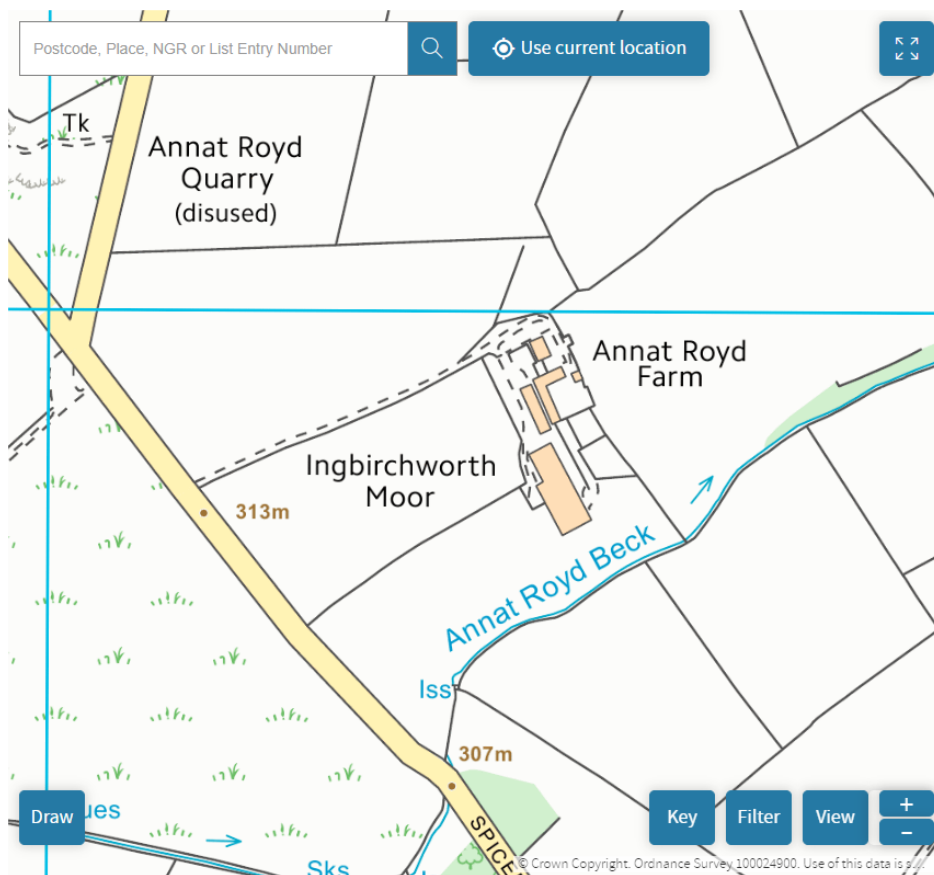 Postcode, Place, NGR or List Entry Number
Use current location
Tk
Annat Royd
Quarry
(disused)
Annat Royd
Farm
Ingbirchworth
Moor
313m
Annat Royd Beck
Iss
307m
Draw
Key
Filter
View
+
−
ues
Sks
SPICE
© Crown Copyright. Ordnance Survey 100024900. Use of this data is s...